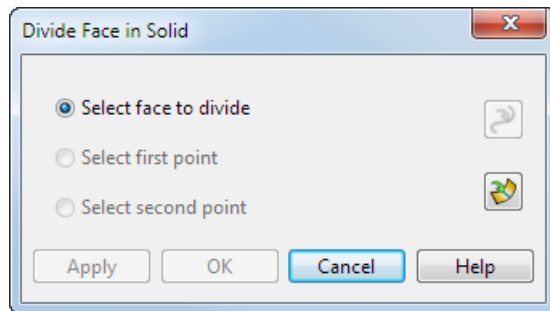 Divide Face in Solid
Select face to divide
Select first point
Select second point
Apply OK Cancel Help